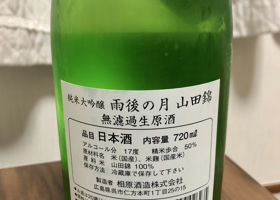 純米大吟醸 雨後の月 山田錦
無濾過生原酒
品目 日本酒 内容量 720㎖
アルコール分 17度 精米歩合 50%
原材料名 米(国産)、米麹(国産米)
原料米 山田錦 100%
保存方法 冷蔵庫で保存して下さい
製造者 相原酒造株式会社
広島県呉市仁方本町1丁目25の15